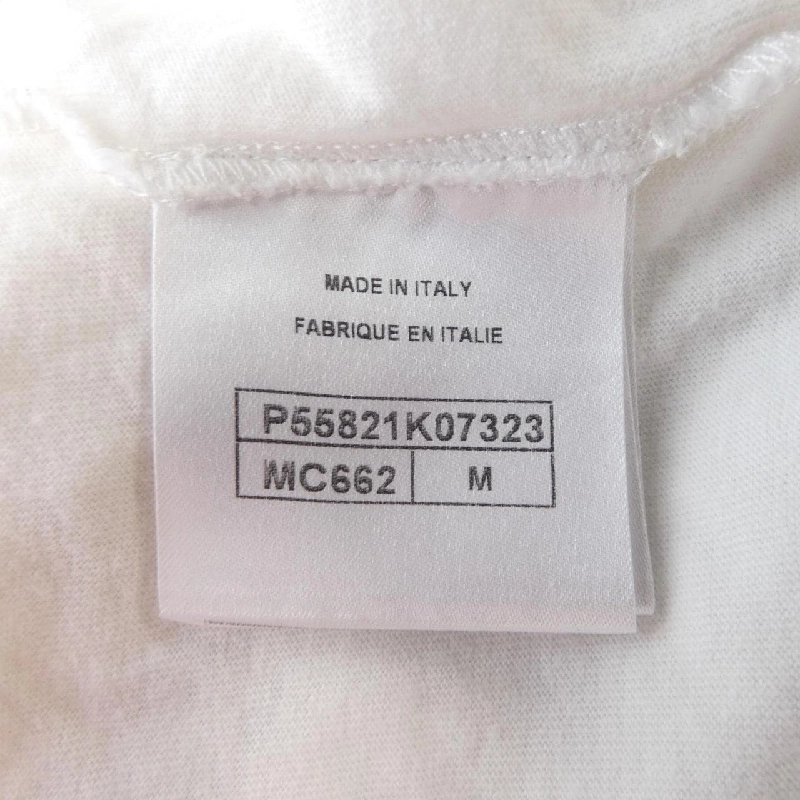 MADE IN ITALY
FABRIQUE EN ITALIE
P55821K07323
MC662 M